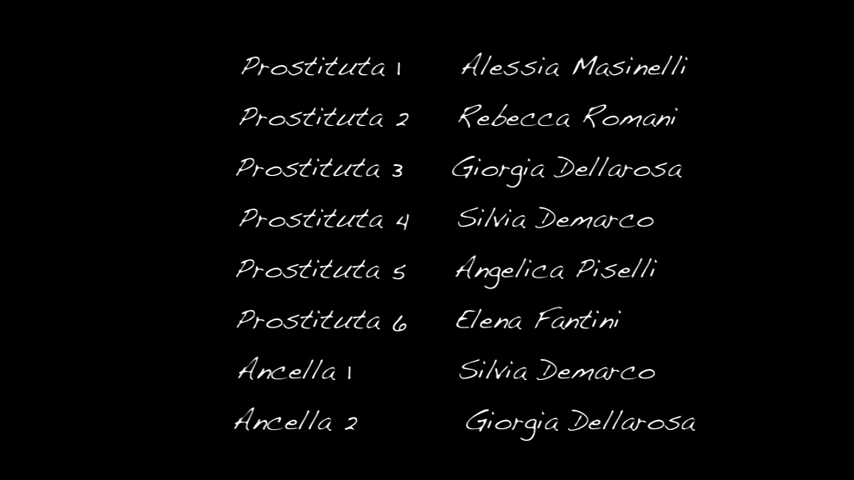 Prostituta 1 Alessia Masinelli
Prostituta 2 Rebecca Romani
Prostituta 3 Giorgia Dellarosa
Prostituta 4 Silvia Demarco
Prostituta 5 Angelica Piselli
Prostituta 6 Elena Fantini
Ancella 1 Silvia Demarco
Ancella 2 Giorgia Dellarosa